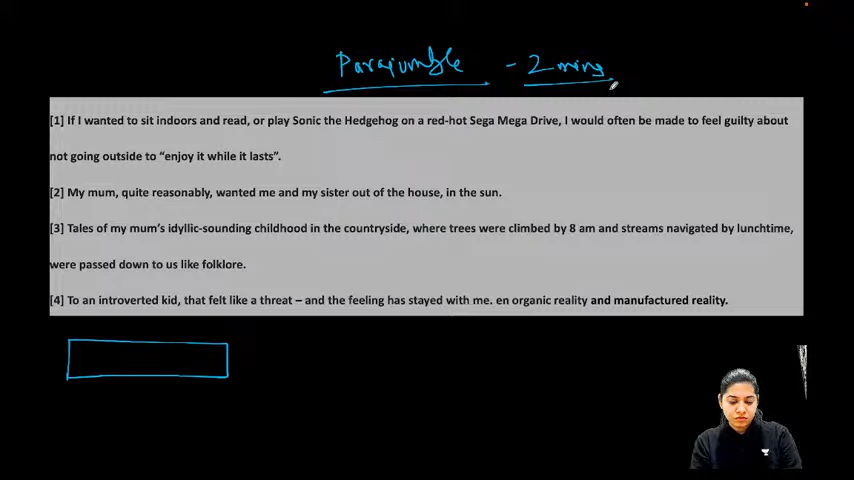 Parajumble - 2 mins
[1] If I wanted to sit indoors and read, or play Sonic the Hedgehog on a red-hot Sega Mega Drive, I would often be made to feel guilty about
not going outside to “enjoy it while it lasts”.
[2] My mum, quite reasonably, wanted me and my sister out of the house, in the sun.
[3] Tales of my mum’s idyllic-sounding childhood in the countryside, where trees were climbed by 8 am and streams navigated by lunchtime,
were passed down to us like folklore.
[4] To an introverted kid, that felt like a threat – and the feeling has stayed with me. en organic reality and manufactured reality.